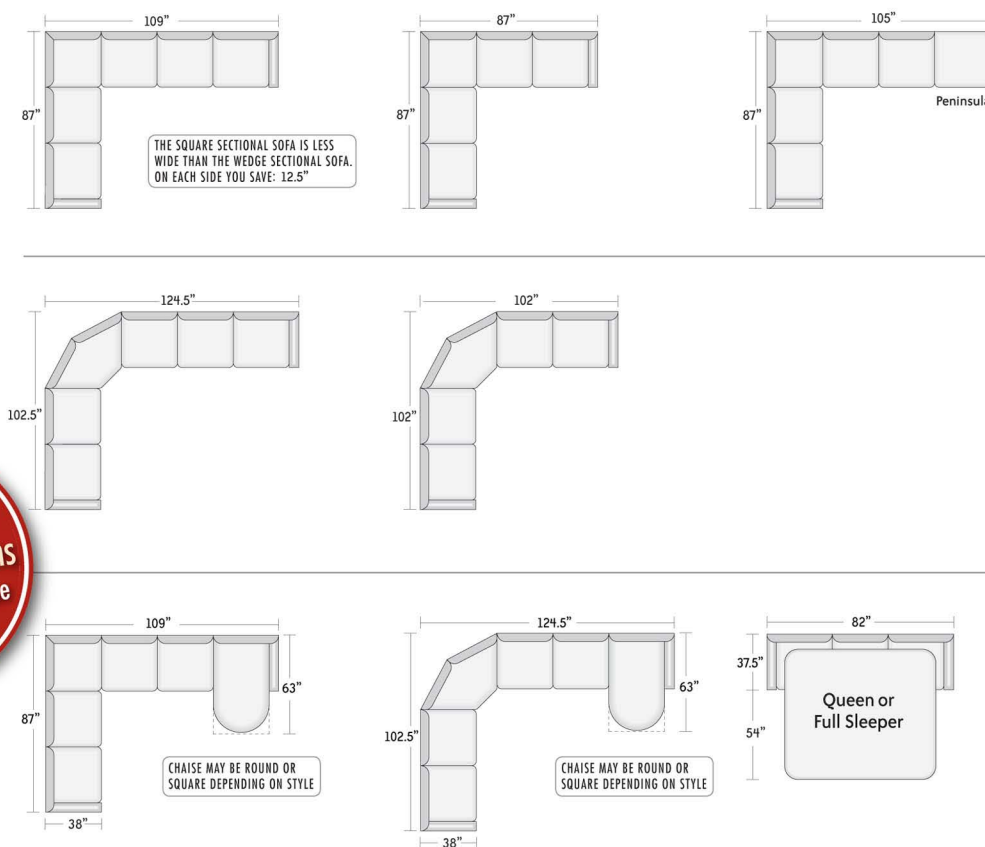 109"
87"
105"
87"
87"
87"
Peninsula
THE SQUARE SECTIONAL SOFA IS LESS
WIDE THAN THE WEDGE SECTIONAL SOFA.
ON EACH SIDE YOU SAVE: 12.5"
124.5"
102"
102.5"
102"
109"
124.5"
82"
63"
63"
37.5"
87"
102.5"
54"
Queen or
Full Sleeper
CHAISE MAY BE ROUND OR
SQUARE DEPENDING ON STYLE
CHAISE MAY BE ROUND OR
SQUARE DEPENDING ON STYLE
38"
38"